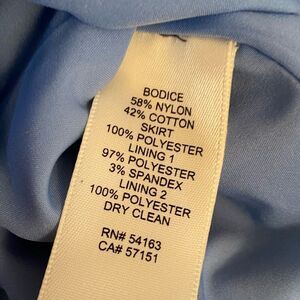 BODICE
58% NYLON
42% COTTON
SKIRT
100% POLYESTER
LINING 1
97% POLYESTER
3% SPANDEX
LINING 2
100% POLYESTER
DRY CLEAN
RN# 54163
CA# 57151